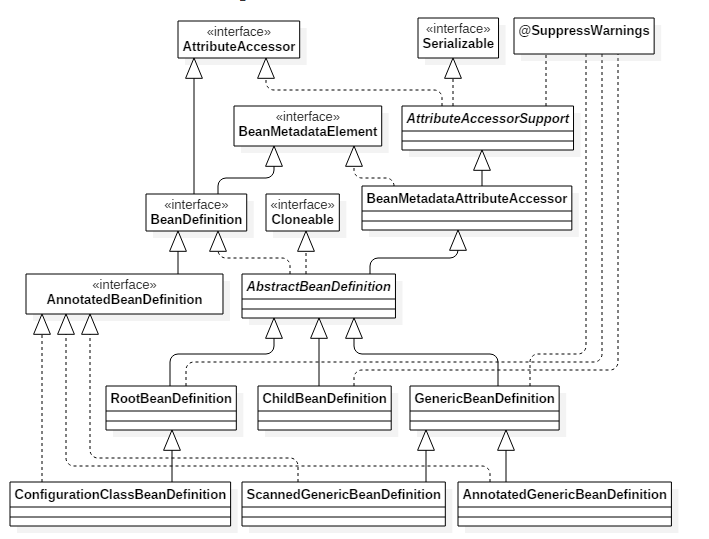 «interface»
AttributeAccessor
«interface»
Serializable
@SuppressWarnings
«interface»
BeanMetadataElement
AttributeAccessorSupport
«interface»
BeanDefinition
«interface»
Cloneable
BeanMetadataAttributeAccessor
«interface»
AnnotatedBeanDefinition
AbstractBeanDefinition
RootBeanDefinition
ChildBeanDefinition
GenericBeanDefinition
ConfigurationClassBeanDefinition
ScannedGenericBeanDefinition
AnnotatedGenericBeanDefinition